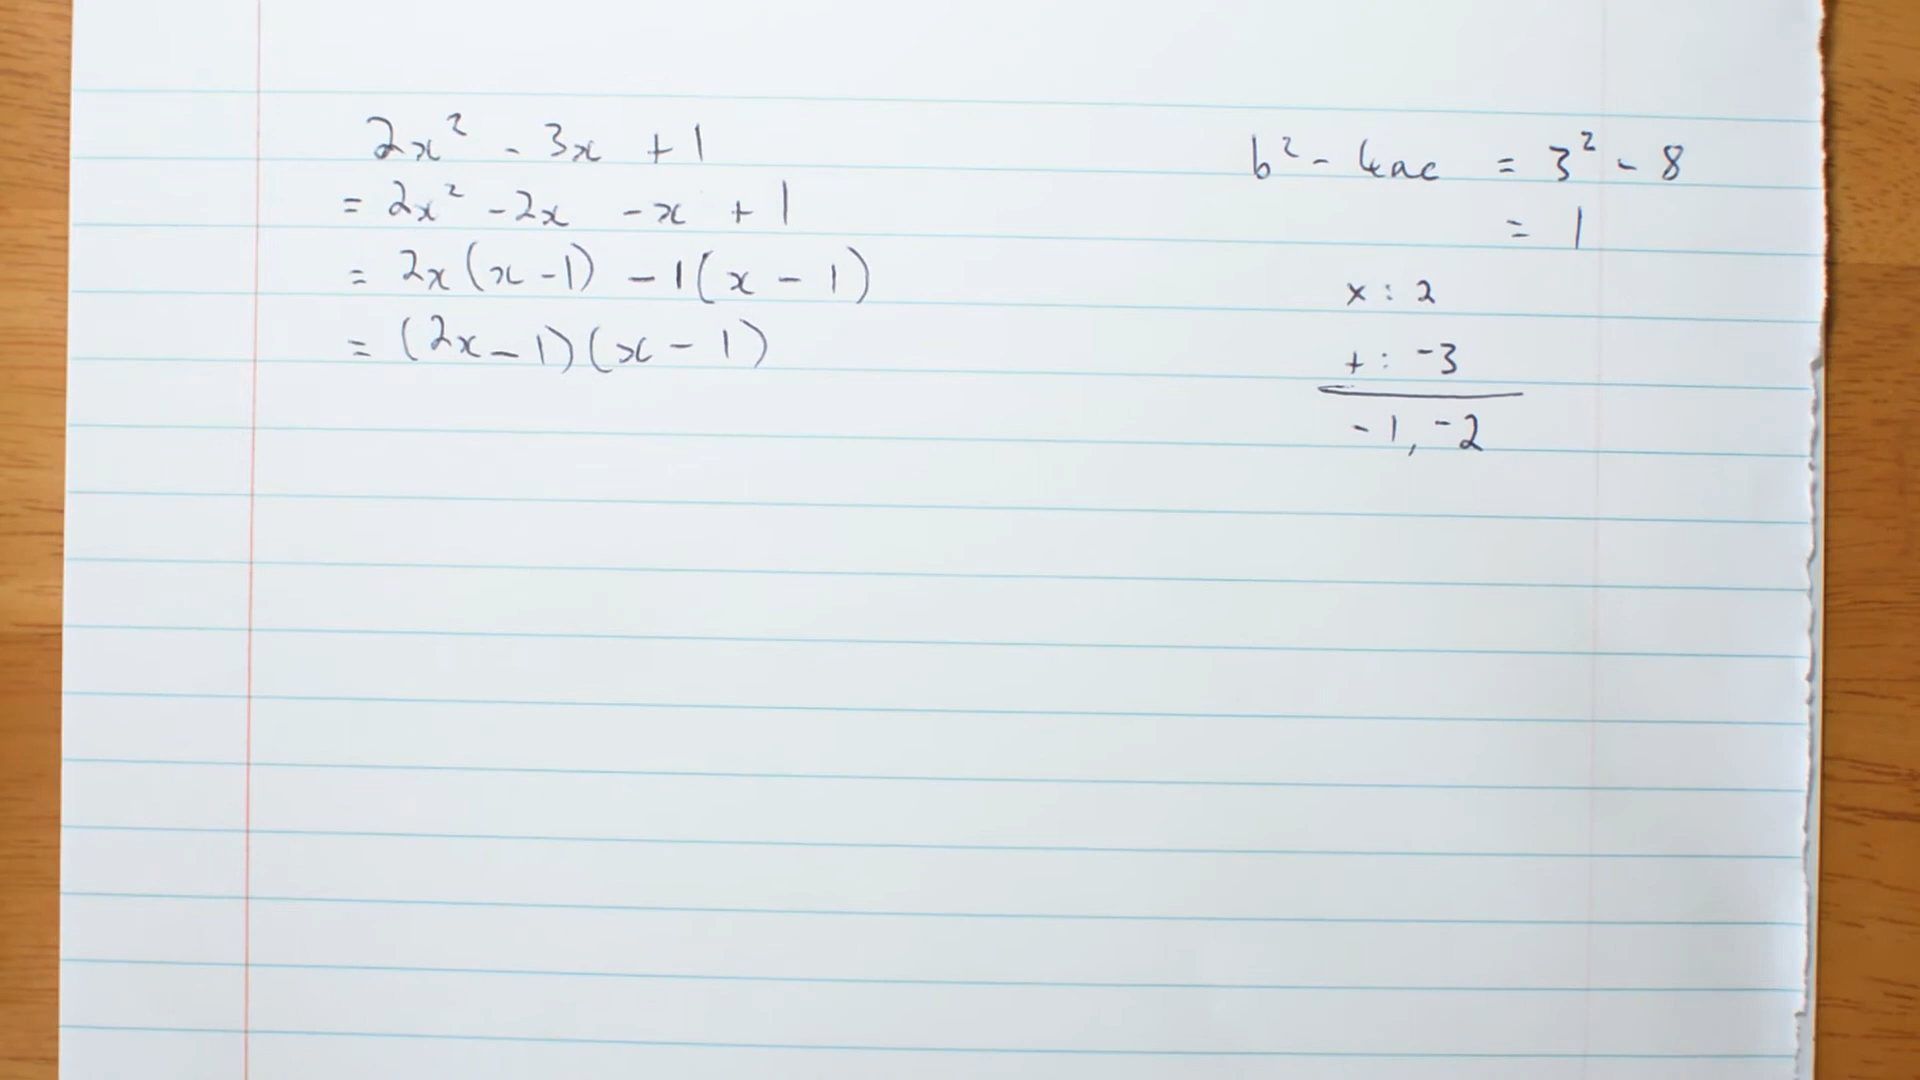 2x² - 3x + 1
= 2x² - 2x - x + 1
= 2x(x - 1) - 1(x - 1)
= (2x - 1)(x - 1)
b² - 4ac = 3² - 8
= 1
x : 2
+ : -3
-1, -2